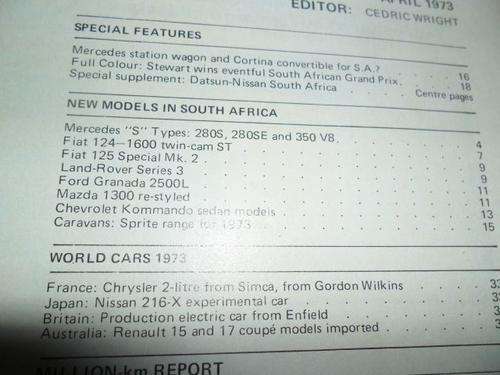 APRIL 1973
EDITOR: CEDRIC WRIGHT
SPECIAL FEATURES
Mercedes station wagon and Cortina convertible for S.A.? 16
Full Colour: Stewart wins eventful South African Grand Prix. 18
Special supplement: Datsun-Nissan South Africa Centre pages
NEW MODELS IN SOUTH AFRICA
Mercedes "S" Types: 280S, 280SE and 350 V8. 4
Fiat 124—1600 twin-cam ST 7
Fiat 125 Special Mk. 2 9
Land-Rover Series 3 9
Ford Granada 2500L 11
Mazda 1300 re-styled 11
Chevrolet Kommando sedan models 13
Caravans: Sprite range for 1973 15
WORLD CARS 1973
France: Chrysler 2-litre from Simca, from Gordon Wilkins
Japan: Nissan 216-X experimental car
Britain: Production electric car from Enfield
Australia: Renault 15 and 17 coupé models imported
MILLION-km REPORT